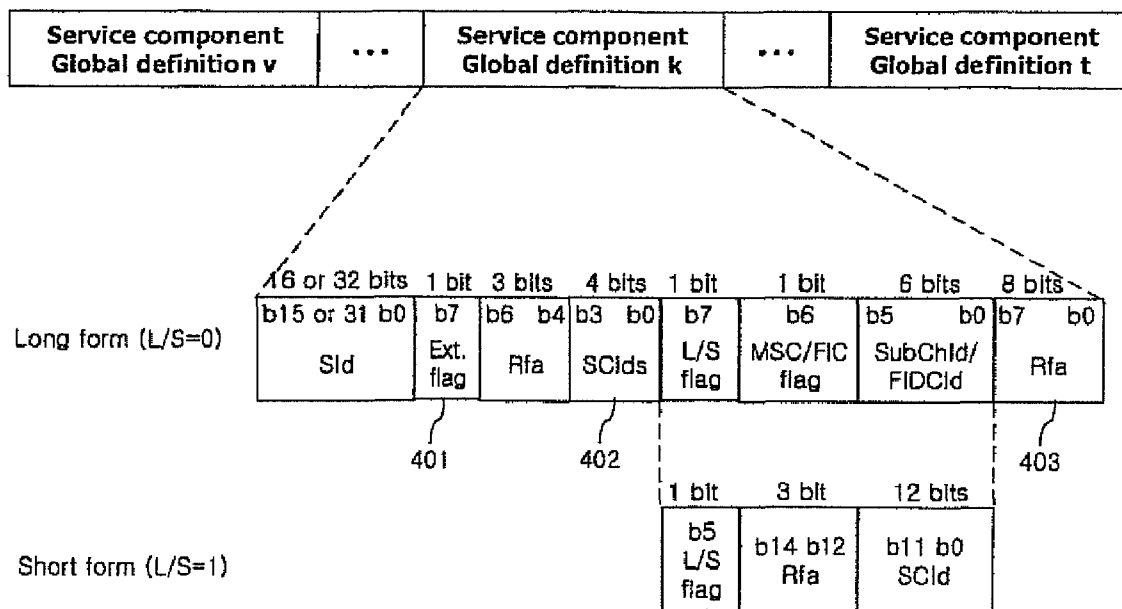 Service component
Global definition v
...
Service component
Global definition k
...
Service component
Global definition t
16 or 32 bits 1 bit 3 bits 4 bits 1 bit 1 bit 6 bits 8 bits
Long form (L/S=0)
b15 or 31 b0
SId
b7
Ext.
flag
b6 b4
Rfa
b3 b0
SCIds
b7
L/S
flag
b6
MSC/FIC
flag
b5 b0
SubChId/
FIDCId
b7 b0
Rfa
401
402
403
1 bit 3 bit 12 bits
Short form (L/S=1)
b5
L/S
flag
b14 b12
Rfa
b11 b0
SCId